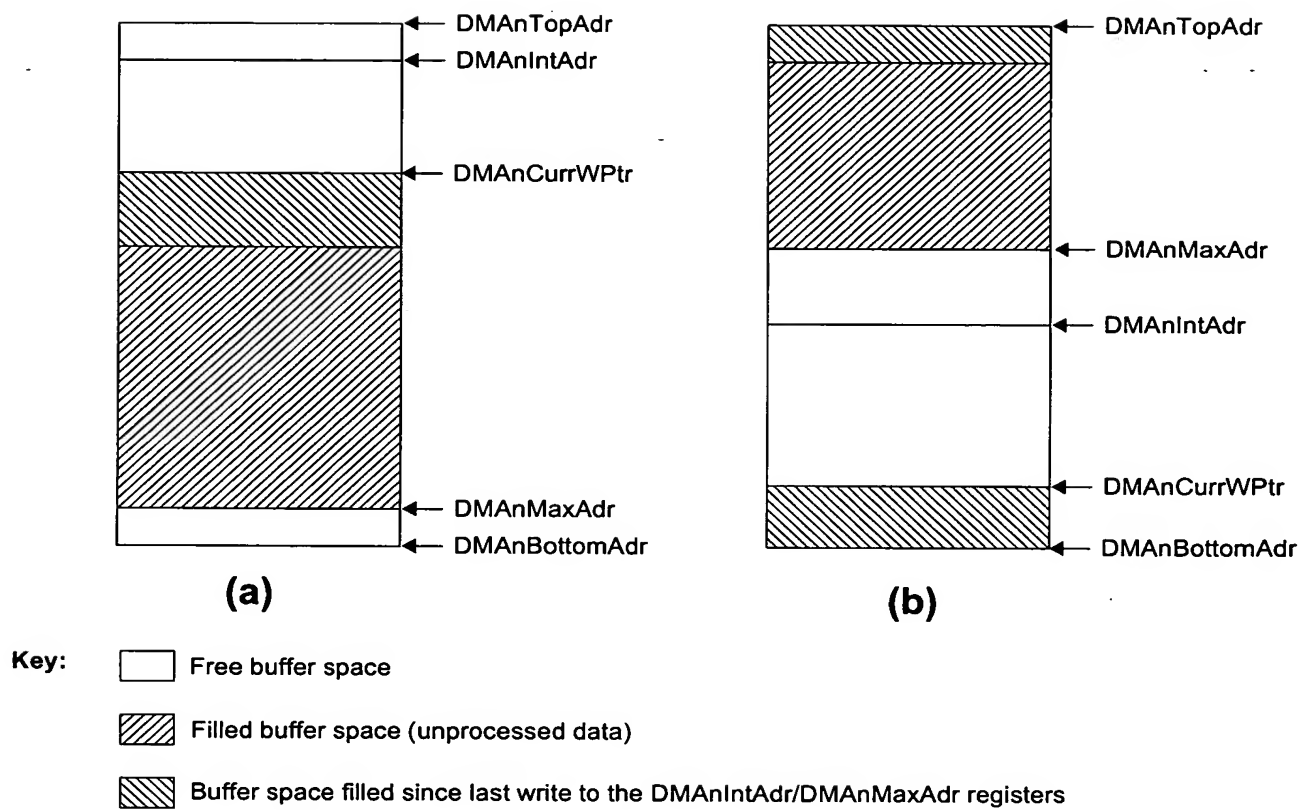 DMAnTopAdr
DMAnIntAdr
DMAnCurrWPtr
DMAnMaxAdr
DMAnBottomAdr
(a)
DMAnTopAdr
DMAnMaxAdr
DMAnIntAdr
DMAnCurrWPtr
DMAnBottomAdr
(b)
Key:
Free buffer space
Filled buffer space (unprocessed data)
Buffer space filled since last write to the DMAnIntAdr/DMAnMaxAdr registers